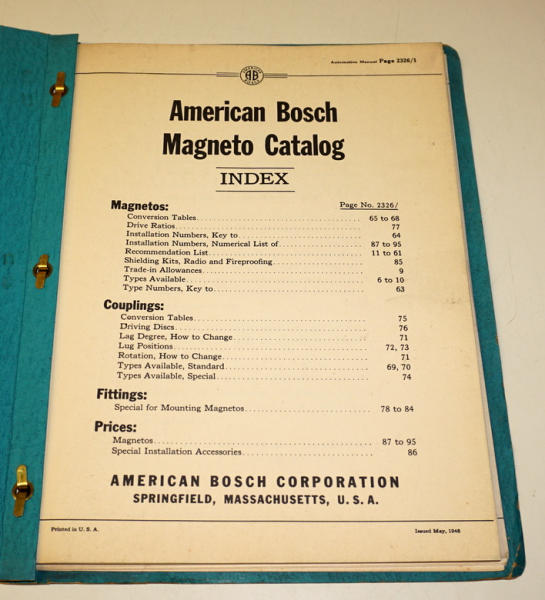 Automotive Manual Page 2326/1
AMERICAN BOSCH
AB
American Bosch
Magneto Catalog
INDEX
Magnetos: Page No. 2326/
Conversion Tables 65 to 68
Drive Ratios 77
Installation Numbers, Key to 64
Installation Numbers, Numerical List of 87 to 95
Recommendation List 11 to 61
Shielding Kits, Radio and Fireproofing 85
Trade-in Allowances 9
Types Available 6 to 10
Type Numbers, Key to 63
Couplings:
Conversion Tables 75
Driving Discs 76
Lag Degree, How to Change 71
Lug Positions 72, 73
Rotation, How to Change 71
Types Available, Standard 69, 70
Types Available, Special 74
Fittings:
Special for Mounting Magnetos 78 to 84
Prices:
Magnetos 87 to 95
Special Installation Accessories 86
AMERICAN BOSCH CORPORATION
SPRINGFIELD, MASSACHUSETTS, U. S. A.
Printed in U. S. A. Issued May, 1948